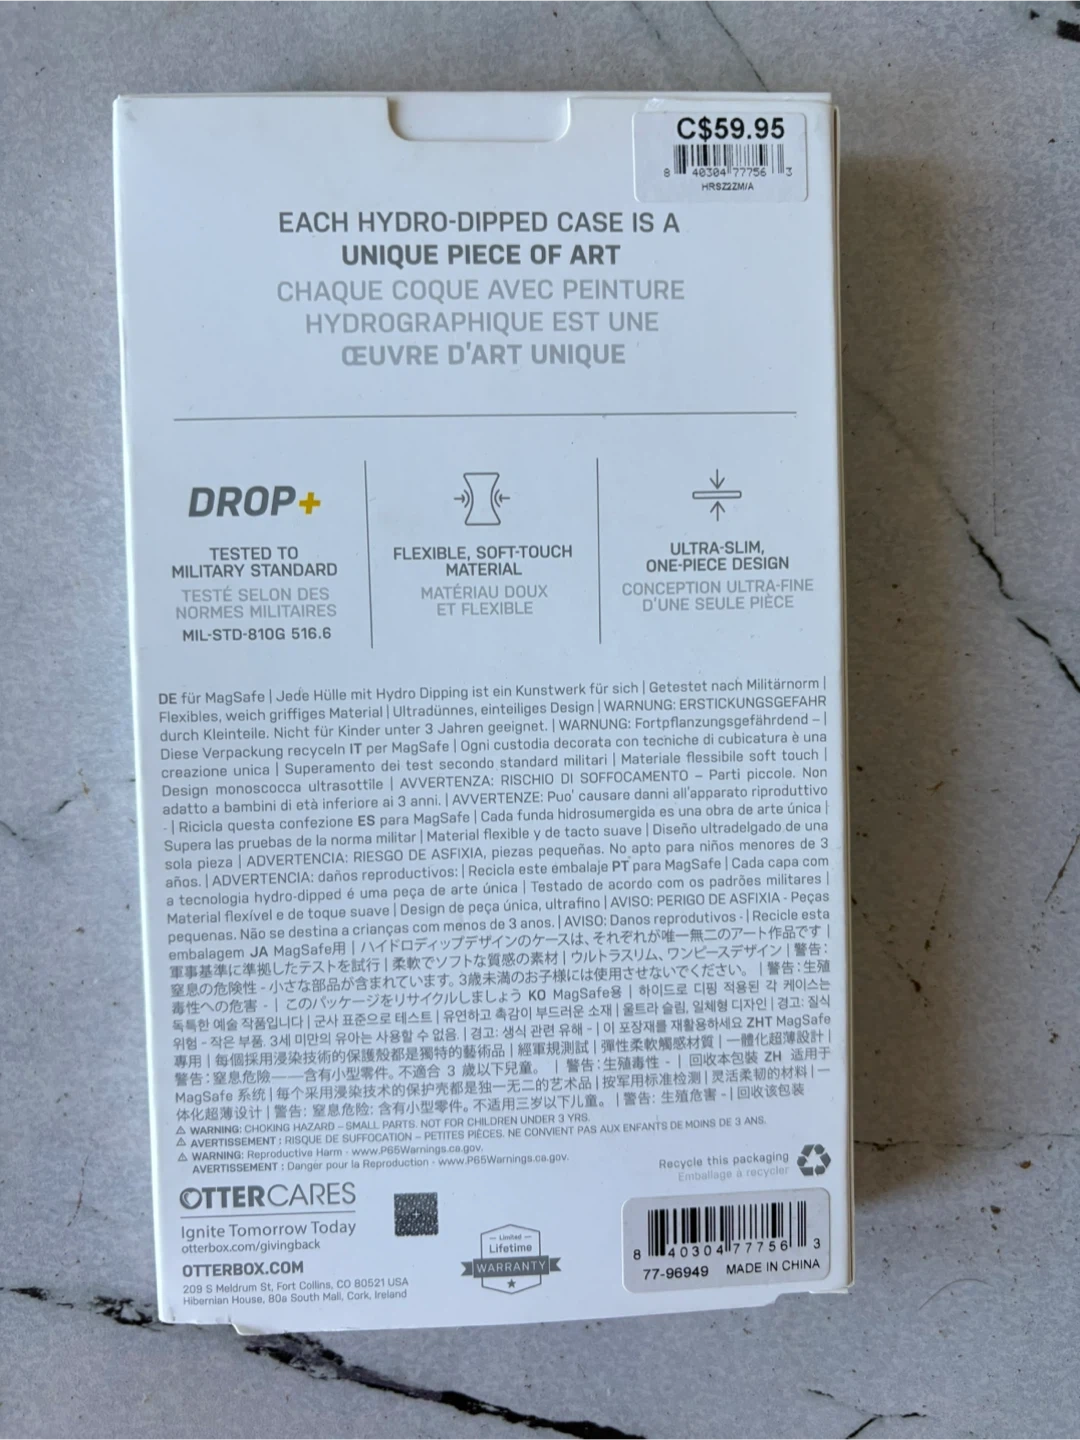 C$59.95
8 40304 77756 3
HRSZ2ZM/A
EACH HYDRO-DIPPED CASE IS A
UNIQUE PIECE OF ART
CHAQUE COQUE AVEC PEINTURE
HYDROGRAPHIQUE EST UNE
ŒUVRE D'ART UNIQUE
DROP+
TESTED TO
MILITARY STANDARD
TESTÉ SELON DES
NORMES MILITAIRES
MIL-STD-810G 516.6
FLEXIBLE, SOFT-TOUCH
MATERIAL
MATÉRIAU DOUX
ET FLEXIBLE
ULTRA-SLIM,
ONE-PIECE DESIGN
CONCEPTION ULTRA-FINE
D'UNE SEULE PIÈCE
DE für MagSafe | Jede Hülle mit Hydro Dipping ist ein Kunstwerk für sich | Getestet nach Militärnorm |
Flexibles, weich griffiges Material | Ultradünnes, einteiliges Design | WARNUNG: ERSTICKUNGSGEFAHR
durch Kleinteile. Nicht für Kinder unter 3 Jahren geeignet. | WARNUNG: Fortpflanzungsgefährdend – |
Diese Verpackung recyceln IT per MagSafe | Ogni custodia decorata con tecniche di cubicatura è una
creazione unica | Superamento dei test secondo standard militari | Materiale flessibile soft touch |
Design monoscocca ultrasottile | AVVERTENZA: RISCHIO DI SOFFOCAMENTO – Parti piccole. Non
adatto a bambini di età inferiore ai 3 anni. | AVVERTENZE: Puo' causare danni all'apparato riproduttivo
- | Ricicla questa confezione ES para MagSafe | Cada funda hidrosumergida es una obra de arte única |
Supera las pruebas de la norma militar | Material flexible y de tacto suave | Diseño ultradelgado de una
sola pieza | ADVERTENCIA: RIESGO DE ASFIXIA, piezas pequeñas. No apto para niños menores de 3
años. | ADVERTENCIA: daños reproductivos: | Recicla este embalaje PT para MagSafe | Cada capa com
a tecnologia hydro-dipped é uma peça de arte única | Testado de acordo com os padrões militares |
Material flexível e de toque suave | Design de peça única, ultrafino | AVISO: PERIGO DE ASFIXIA - Peças
pequenas. Não se destina a crianças com menos de 3 anos. | AVISO: Danos reprodutivos - | Recicle esta
embalagem JA MagSafe用 | ハイドロディップデザインのケースは、それぞれが唯一無二のアート作品です |
軍事基準に準拠したテストを試行 | 柔軟でソフトな質感の素材 | ウルトラスリム、ワンピースデザイン | 警告:
窒息の危険性 - 小さな部品が含まれています。3歳未満のお子様には使用させないでください。 | 警告:生殖
毒性への危害 - | このパッケージをリサイクルしましょう KO MagSafe용 | 하이드로 디핑 적용된 각 케이스는
독특한 예술 작품입니다 | 군사 표준으로 테스트 | 유연하고 촉감이 부드러운 소재 | 울트라 슬림, 일체형 디자인 | 경고: 질식
위험 - 작은 부품. 3세 미만의 유아는 사용할 수 없음. | 경고: 생식 관련 유해 - | 이 포장재를 재활용하세요 ZHT MagSafe
專用 | 每個採用浸染技術的保護殼都是獨特的藝術品 | 經軍規測試 | 彈性柔軟觸感材質 | 一體化超薄設計 |
警告:窒息危險——含有小型零件。不適合 3 歲以下兒童。 | 警告:生殖毒性 - | 回收本包裝 ZH 适用于
MagSafe 系统 | 每个采用浸染技术的保护壳都是独一无二的艺术品 | 按军用标准检测 | 灵活柔韧的材料 | 一
体化超薄设计 | 警告: 窒息危险: 含有小型零件。不适用三岁以下儿童。 | 警告: 生殖危害 - | 回收该包装
⚠ WARNING: CHOKING HAZARD – SMALL PARTS. NOT FOR CHILDREN UNDER 3 YRS.
⚠ AVERTISSEMENT : RISQUE DE SUFFOCATION – PETITES PIÈCES. NE CONVIENT PAS AUX ENFANTS DE MOINS DE 3 ANS.
⚠ WARNING: Reproductive Harm - www.P65Warnings.ca.gov.
AVERTISSEMENT : Danger pour la Reproduction - www.P65Warnings.ca.gov.
Recycle this packaging
Emballage à recycler
OTTERCARES
Ignite Tomorrow Today
otterbox.com/givingback
OTTERBOX.COM
209 S Meldrum St, Fort Collins, CO 80521 USA
Hibernian House, 80a South Mall, Cork, Ireland
Limited
Lifetime
WARRANTY
8 40304 77756 3
77-96949 MADE IN CHINA